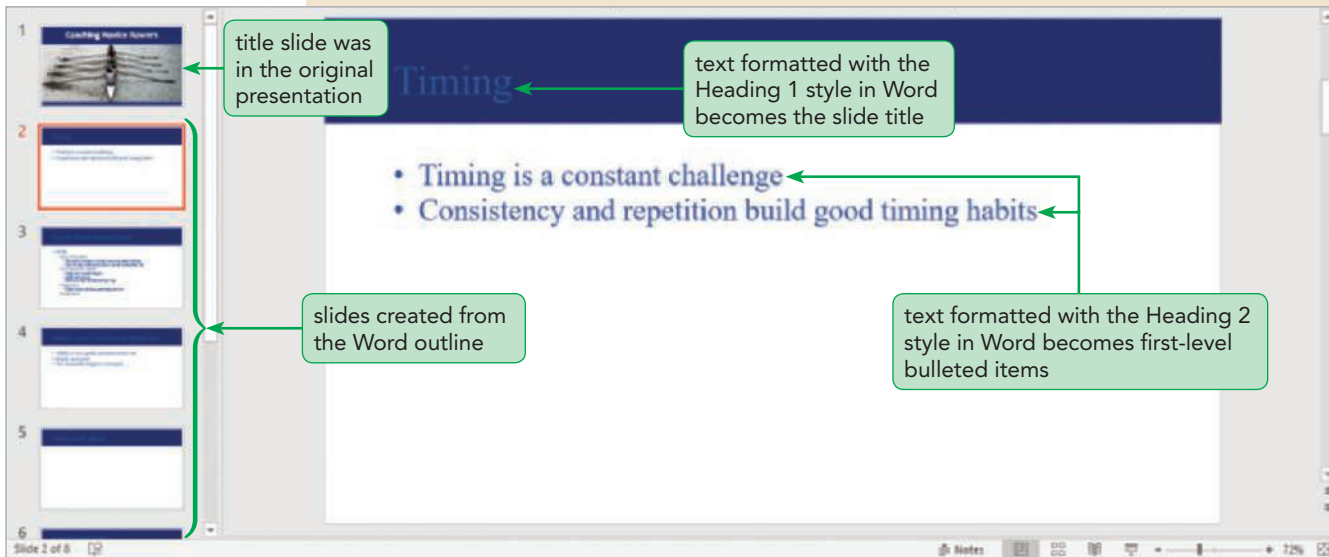 1
Coaching Novice Rowers
title slide was
in the original
presentation
2
3
4
5
6
slides created from
the Word outline
Timing
text formatted with the
Heading 1 style in Word
becomes the slide title
• Timing is a constant challenge
• Consistency and repetition build good timing habits
text formatted with the Heading 2
style in Word becomes first-level
bulleted items
Slide 2 of 8
Notes
72%